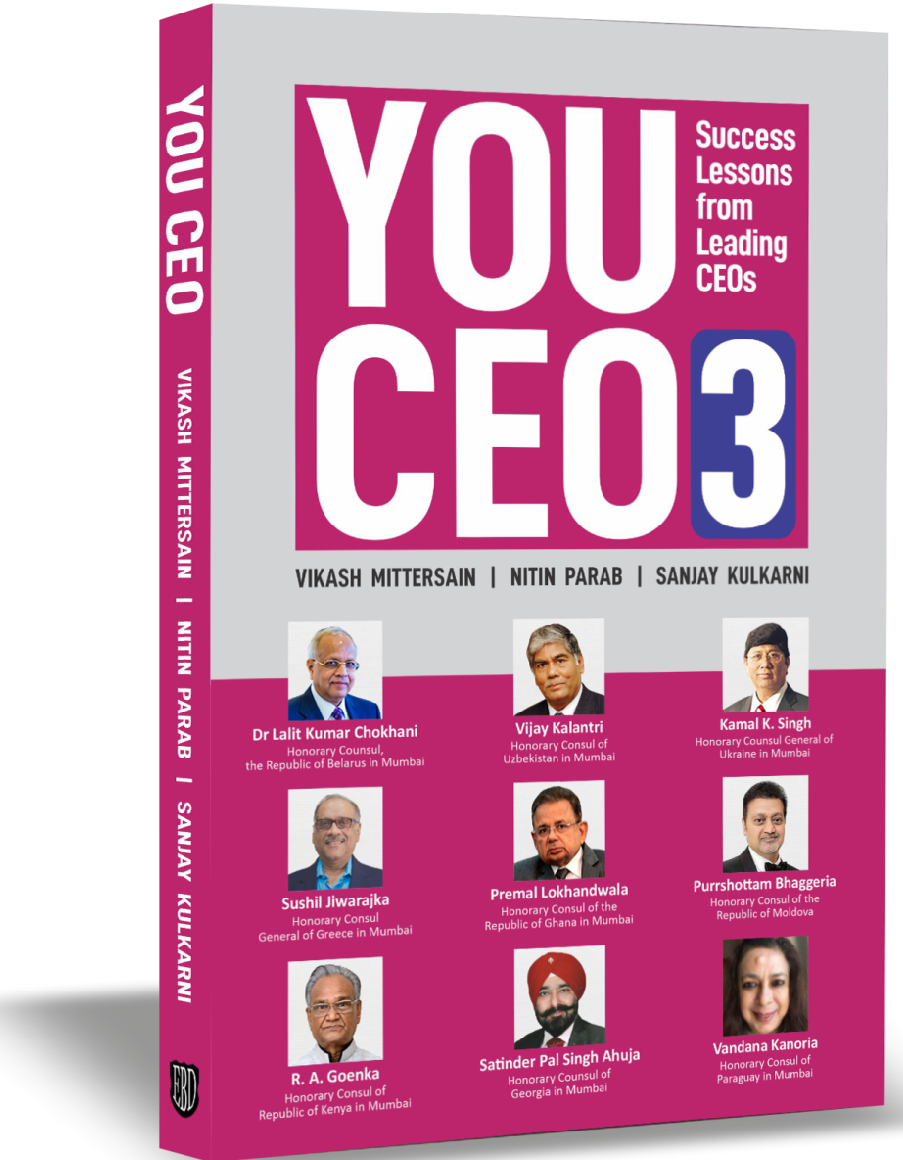 YOU CEO
VIKASH MITTERSAIN | NITIN PARAB | SANJAY KULKARNI
EBD
YOU
Success
Lessons
from
Leading
CEOs
CEO 3
VIKASH MITTERSAIN | NITIN PARAB | SANJAY KULKARNI
Dr Lalit Kumar Chokhani
Honorary Counsul,
the Republic of Belarus in Mumbai
Vijay Kalantri
Honorary Consul of
Uzbekistan in Mumbai
Kamal K. Singh
Honorary Counsul General of
Ukraine in Mumbai
Sushil Jiwarajka
Honorary Consul
General of Greece in Mumbai
Premal Lokhandwala
Honorary Consul of the
Republic of Ghana in Mumbai
Purrshottam Bhaggeria
Honorary Consul of the
Republic of Moldova
R. A. Goenka
Honorary Consul of
Republic of Kenya in Mumbai
Satinder Pal Singh Ahuja
Honorary Counsul of
Georgia in Mumbai
Vandana Kanoria
Honorary Consul of
Paraguay in Mumbai